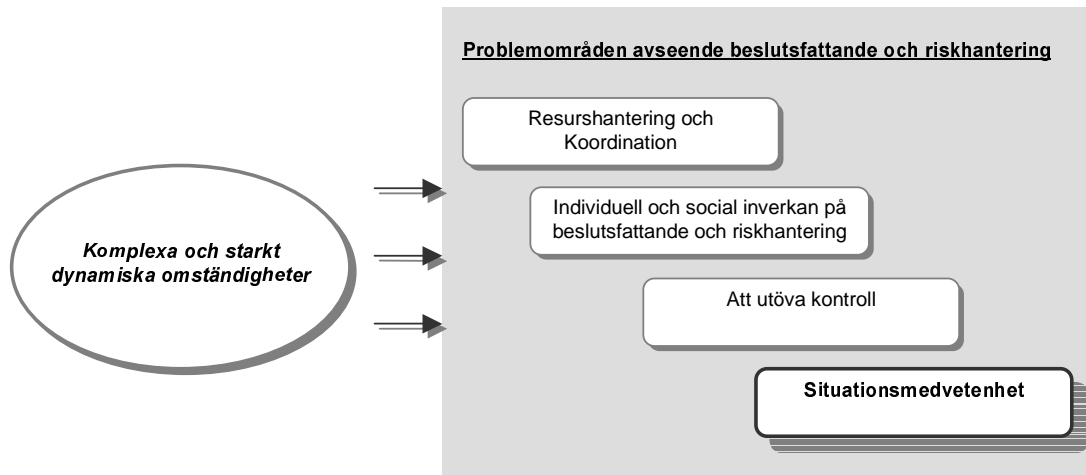 Problemområden avseende beslutsfattande och riskhantering
Resurshantering och
Koordination
Individuell och social inverkan på
beslutsfattande och riskhantering
Komplexa och starkt
dynamiska omständigheter
Att utöva kontroll
Situationsmedvetenhet